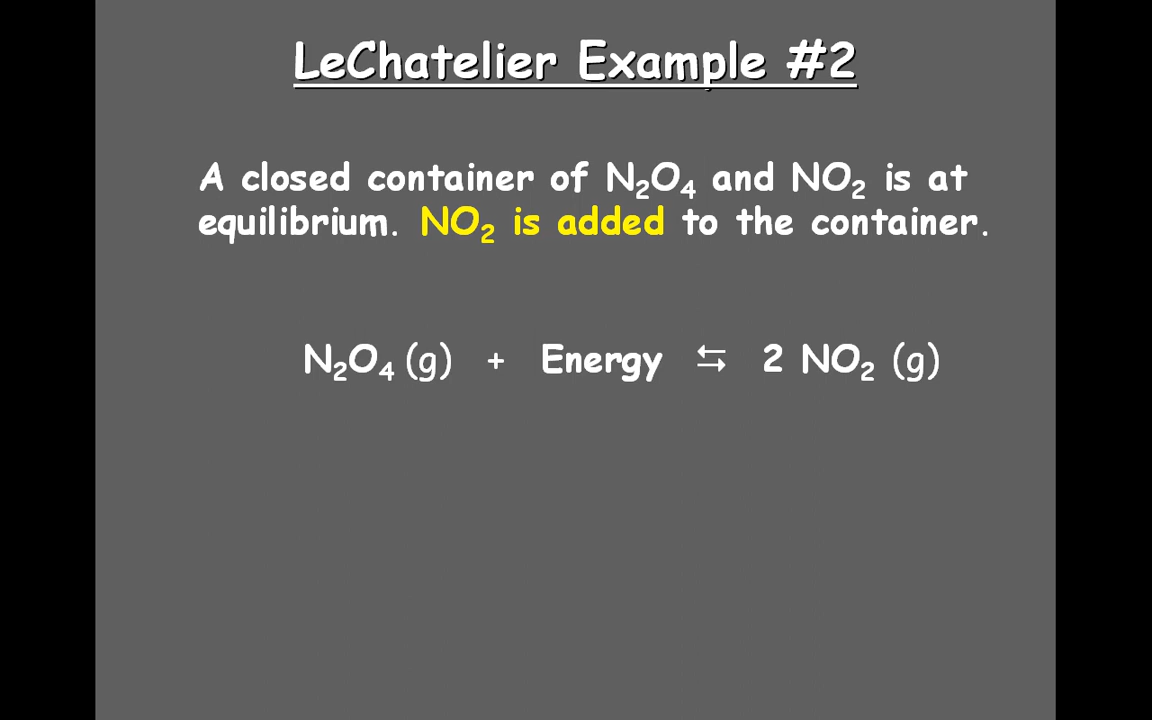 LeChatelier Example #2
A closed container of N₂O₄ and NO₂ is at
equilibrium. NO₂ is added to the container.
N₂O₄ (g) + Energy ⇆ 2 NO₂ (g)